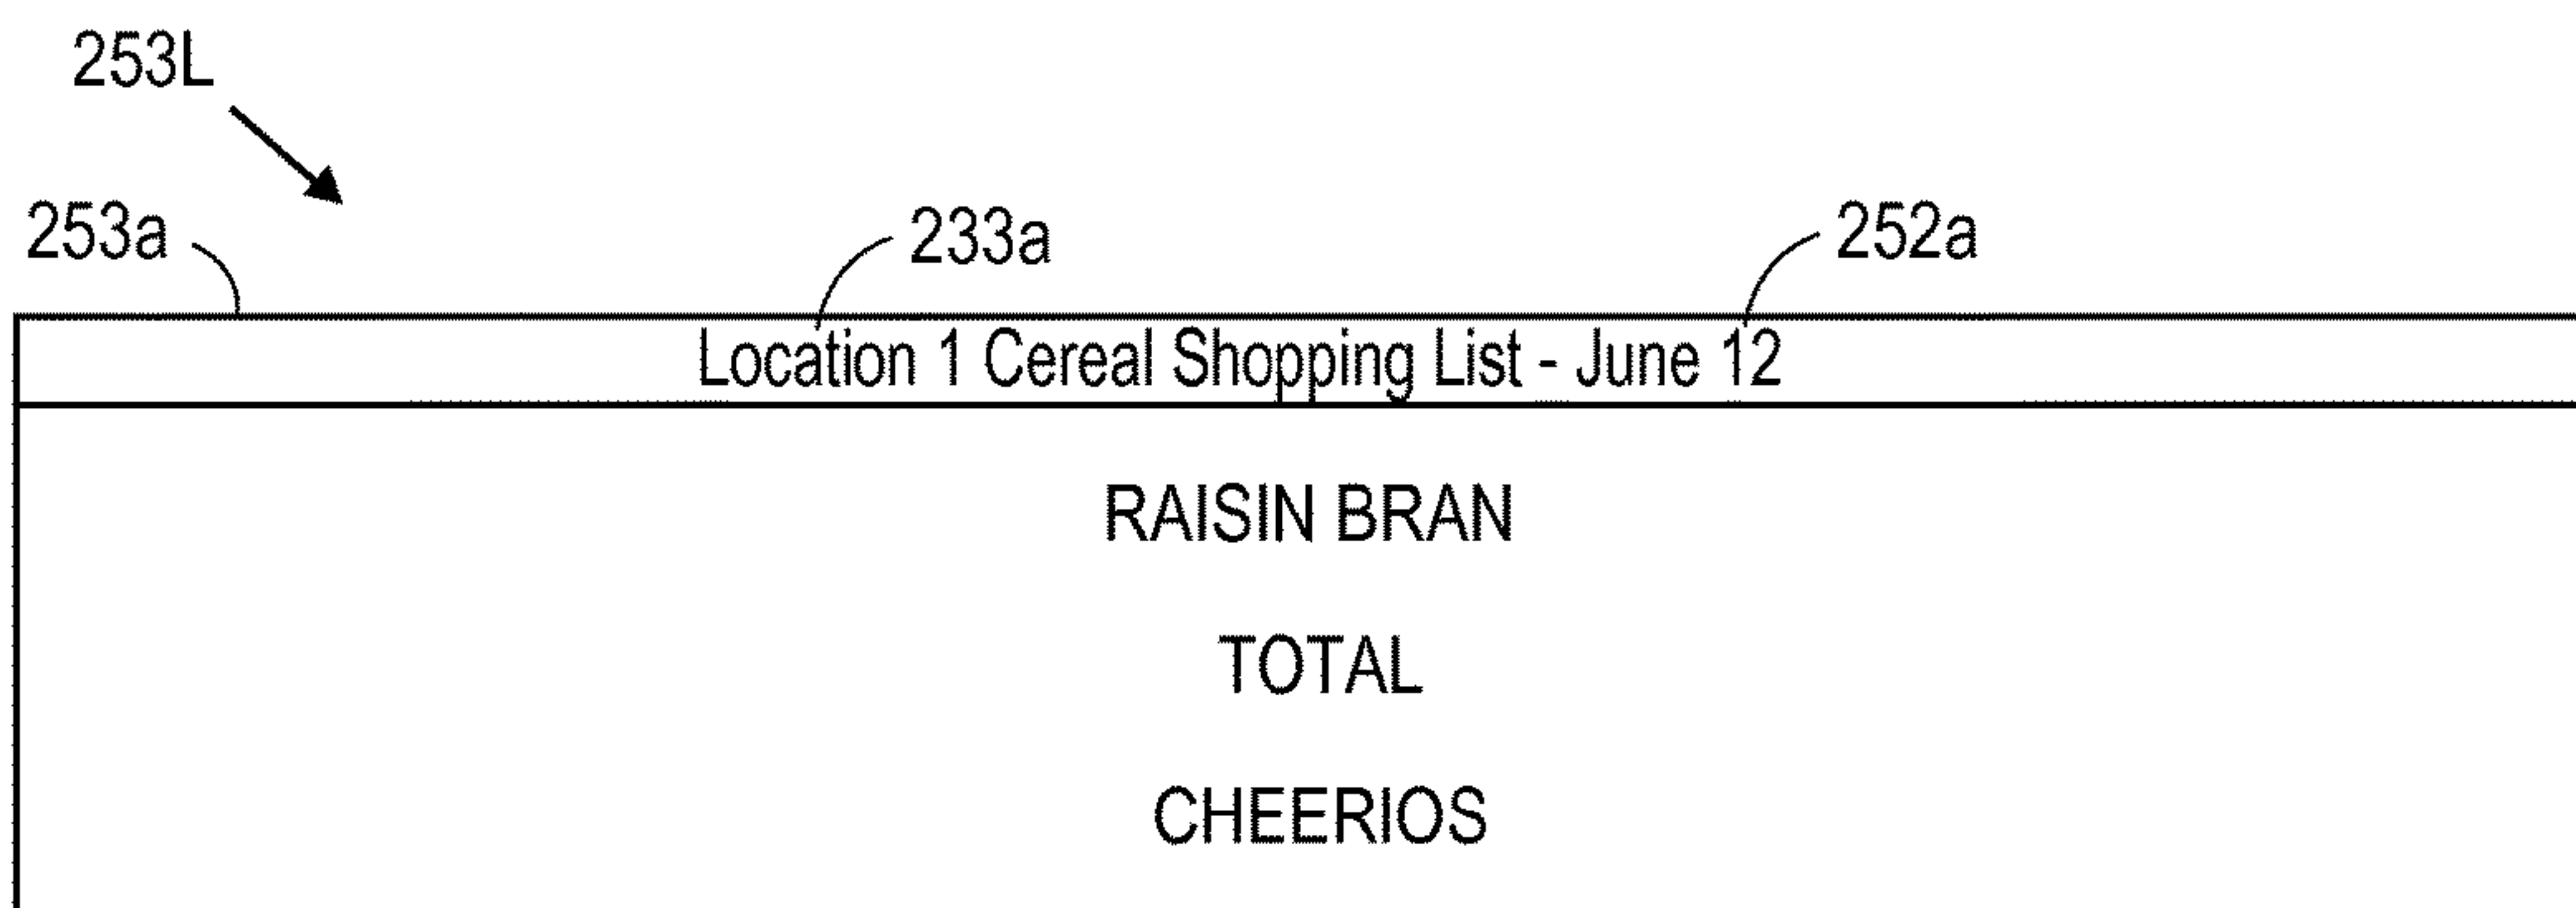 253L
253a
233a
252a
Location 1 Cereal Shopping List - June 12
RAISIN BRAN
TOTAL
CHEERIOS